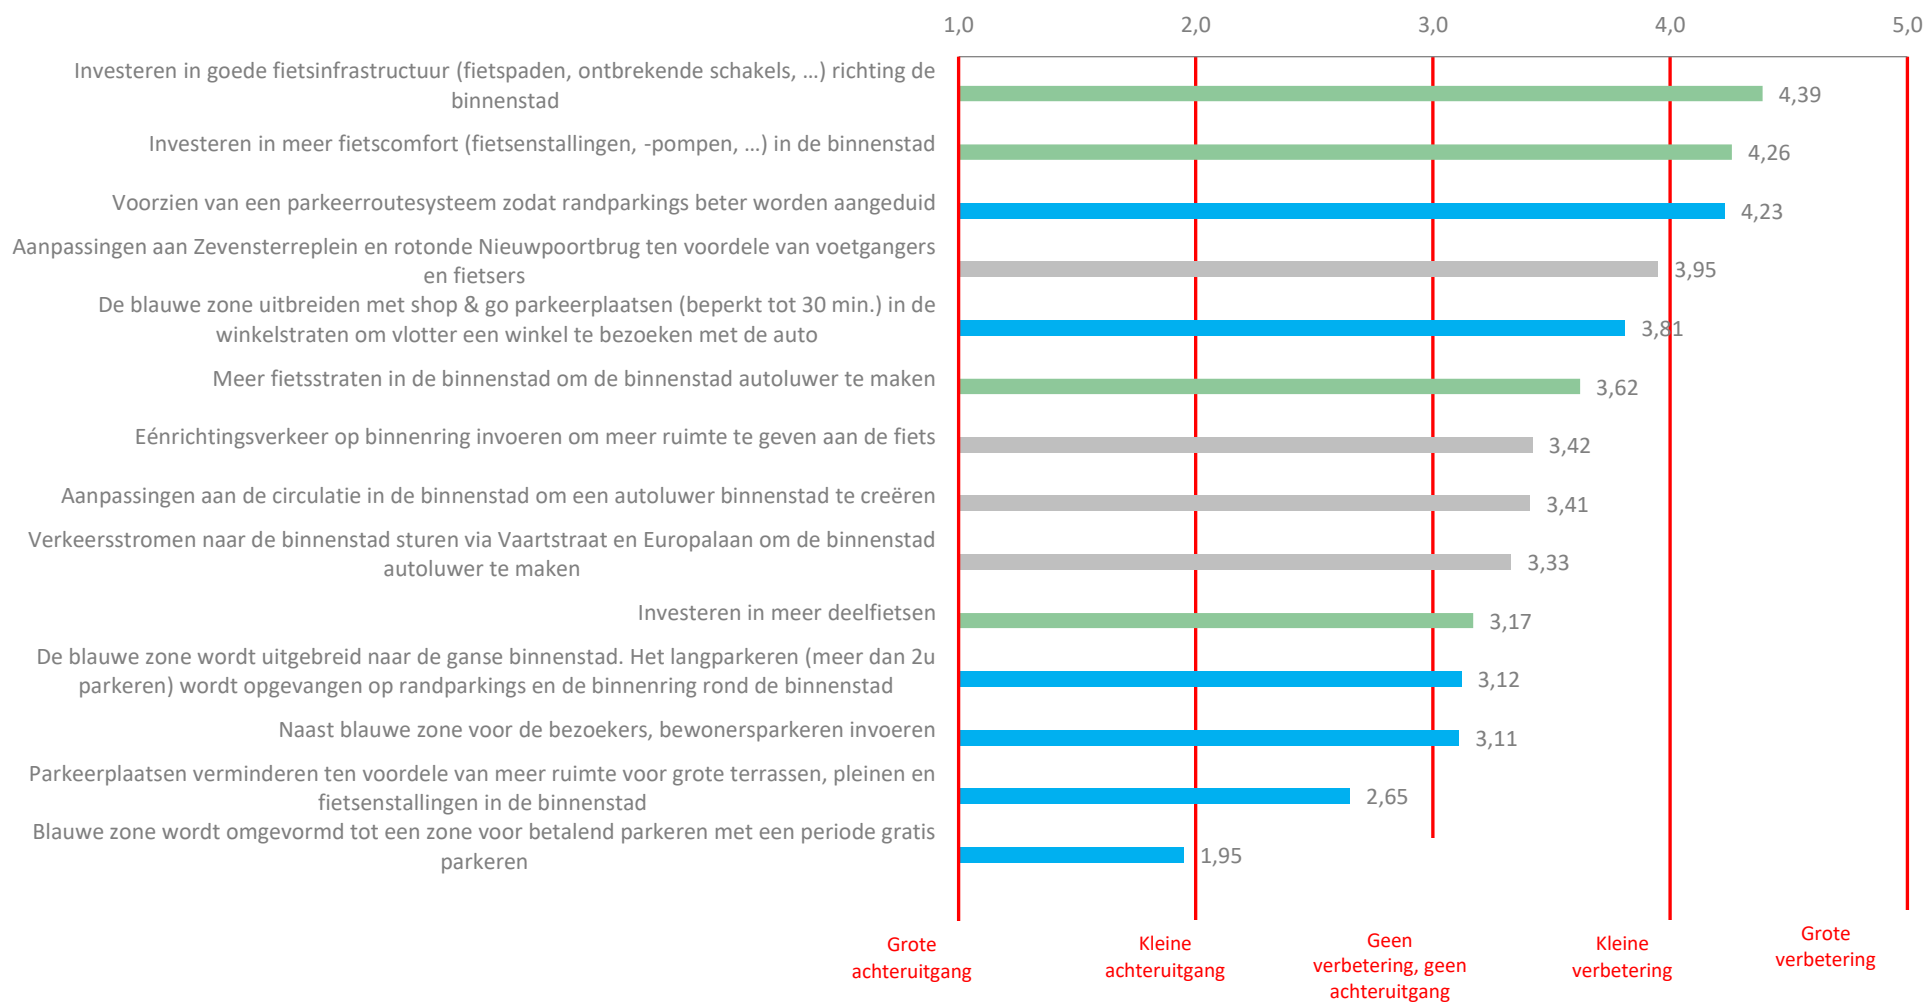 1,0 2,0 3,0 4,0 5,0
Investeren in goede fietsinfrastructuur (fietspaden, ontbrekende schakels, …) richting de
binnenstad
4,39
Investeren in meer fietscomfort (fietsenstallingen, -pompen, …) in de binnenstad
4,26
Voorzien van een parkeerroutesysteem zodat randparkings beter worden aangeduid
4,23
Aanpassingen aan Zevensterreplein en rotonde Nieuwpoortbrug ten voordele van voetgangers
en fietsers
3,95
De blauwe zone uitbreiden met shop & go parkeerplaatsen (beperkt tot 30 min.) in de
winkelstraten om vlotter een winkel te bezoeken met de auto
3,81
Meer fietsstraten in de binnenstad om de binnenstad autoluwer te maken
3,62
Eénrichtingsverkeer op binnenring invoeren om meer ruimte te geven aan de fiets
3,42
Aanpassingen aan de circulatie in de binnenstad om een autoluwer binnenstad te creëren
3,41
Verkeersstromen naar de binnenstad sturen via Vaartstraat en Europalaan om de binnenstad
autoluwer te maken
3,33
Investeren in meer deelfietsen
3,17
De blauwe zone wordt uitgebreid naar de ganse binnenstad. Het langparkeren (meer dan 2u
parkeren) wordt opgevangen op randparkings en de binnenring rond de binnenstad
3,12
Naast blauwe zone voor de bezoekers, bewonersparkeren invoeren
3,11
Parkeerplaatsen verminderen ten voordele van meer ruimte voor grote terrassen, pleinen en
fietsenstallingen in de binnenstad
2,65
Blauwe zone wordt omgevormd tot een zone voor betalend parkeren met een periode gratis
parkeren
1,95
Grote
achteruitgang
Kleine
achteruitgang
Geen
verbetering, geen
achteruitgang
Kleine
verbetering
Grote
verbetering